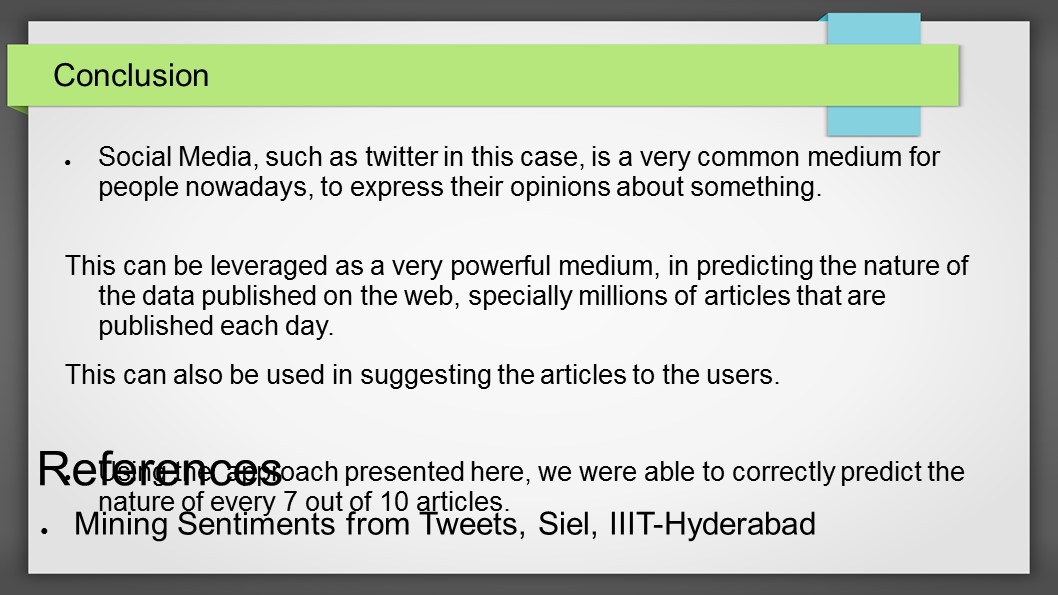 Conclusion
● Social Media, such as twitter in this case, is a very common medium for
people nowadays, to express their opinions about something.
This can be leveraged as a very powerful medium, in predicting the nature of
the data published on the web, specially millions of articles that are
published each day.
This can also be used in suggesting the articles to the users.
References
● Using the approach presented here, we were able to correctly predict the
nature of every 7 out of 10 articles.
● Mining Sentiments from Tweets, Siel, IIIT-Hyderabad